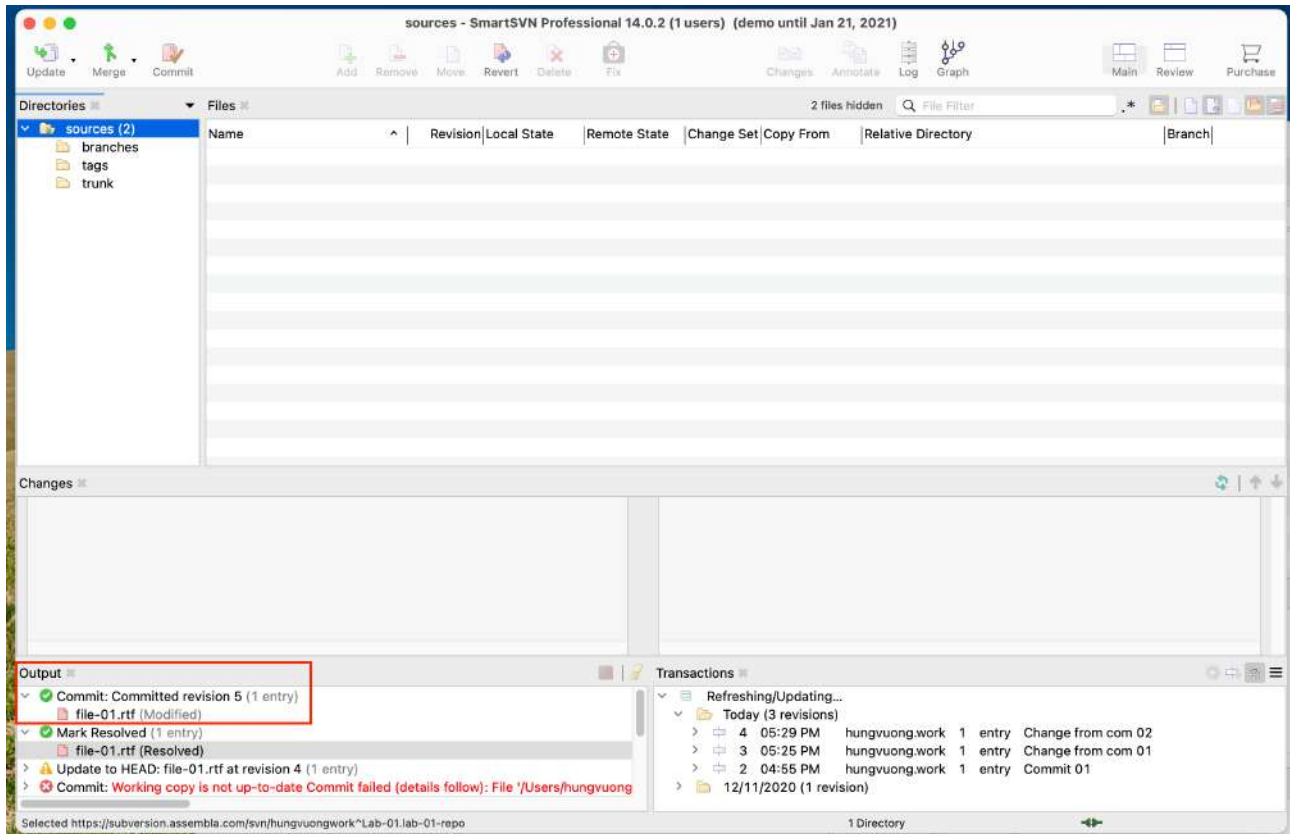 sources - SmartSVN Professional 14.0.2 (1 users) (demo until Jan 21, 2021)
Update Merge Commit Add Remove Move Revert Delete Fix Changes Annotate Log Graph Main Review Purchase
Directories Files 2 files hidden File Filter .*
sources (2)
branches
tags
trunk
Name ^ Revision Local State Remote State Change Set Copy From Relative Directory Branch
Changes
Output
Commit: Committed revision 5 (1 entry)
file-01.rtf (Modified)
Mark Resolved (1 entry)
file-01.rtf (Resolved)
Update to HEAD: file-01.rtf at revision 4 (1 entry)
Commit: Working copy is not up-to-date Commit failed (details follow): File '/Users/hungvuong
Transactions
Refreshing/Updating...
Today (3 revisions)
4 05:29 PM hungvuong.work 1 entry Change from com 02
3 05:25 PM hungvuong.work 1 entry Change from com 01
2 04:55 PM hungvuong.work 1 entry Commit 01
12/11/2020 (1 revision)
Selected https://subversion.assembla.com/svn/hungvuongwork^Lab-01.lab-01-repo 1 Directory